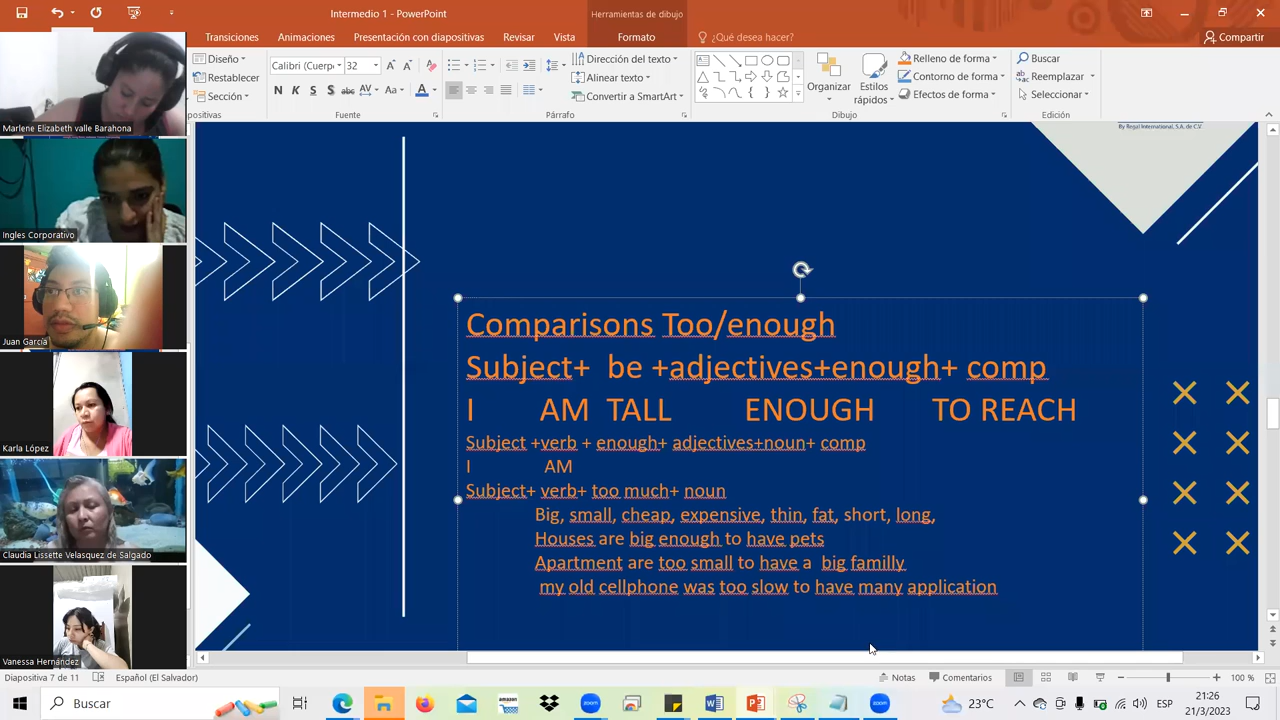 Intermedio 1 - PowerPoint
Herramientas de dibujo
Transiciones
Animaciones
Presentación con diapositivas
Revisar
Vista
Formato
¿Qué desea hacer?
Compartir
Diseño
Restablecer
Sección
positivas
Calibri (Cuerp
32
Fuente
Dirección del texto
Alinear texto
Convertir a SmartArt
Párrafo
Organizar
Estilos rápidos
Relleno de forma
Contorno de forma
Efectos de forma
Dibujo
Buscar
Reemplazar
Seleccionar
Edición
Marlene Elizabeth valle Barahona
Ingles Corporativo
Juan García
Karla López
Claudia Lissette Velasquez de Salgado
Vanessa Hernández
By Regal International, S.A. de C.V.
Comparisons Too/enough
Subject+ be +adjectives+enough+ comp
I AM TALL ENOUGH TO REACH
Subject +verb + enough+ adjectives+noun+ comp
I AM
Subject+ verb+ too much+ noun
Big, small, cheap, expensive, thin, fat, short, long,
Houses are big enough to have pets
Apartment are too small to have a big familly
my old cellphone was too slow to have many application
Diapositiva 7 de 11
Español (El Salvador)
Notas
Comentarios
100 %
Buscar
23°C
ESP
21:26
21/3/2023